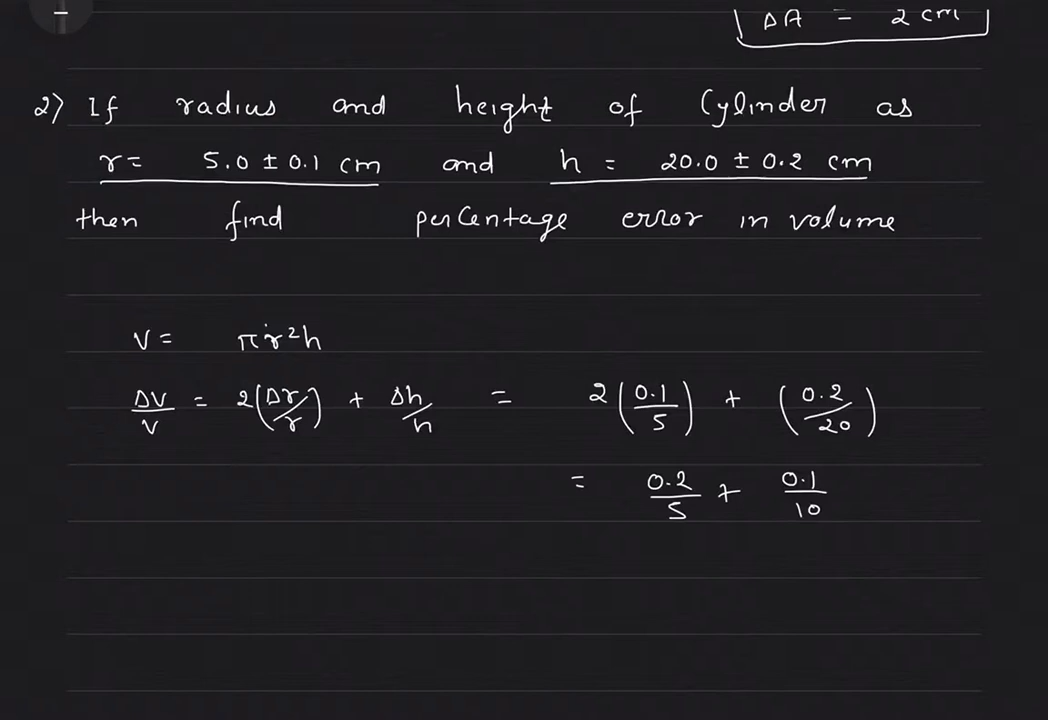 ΔA = 2 cm
2) If radius and height of Cylinder as
r = 5.0 ± 0.1 cm and h = 20.0 ± 0.2 cm
then find percentage error in volume
V = πr²h
ΔV/V = 2(Δr/r) + Δh/h = 2(0.1/5) + (0.2/20)
= 0.2/5 + 0.1/10